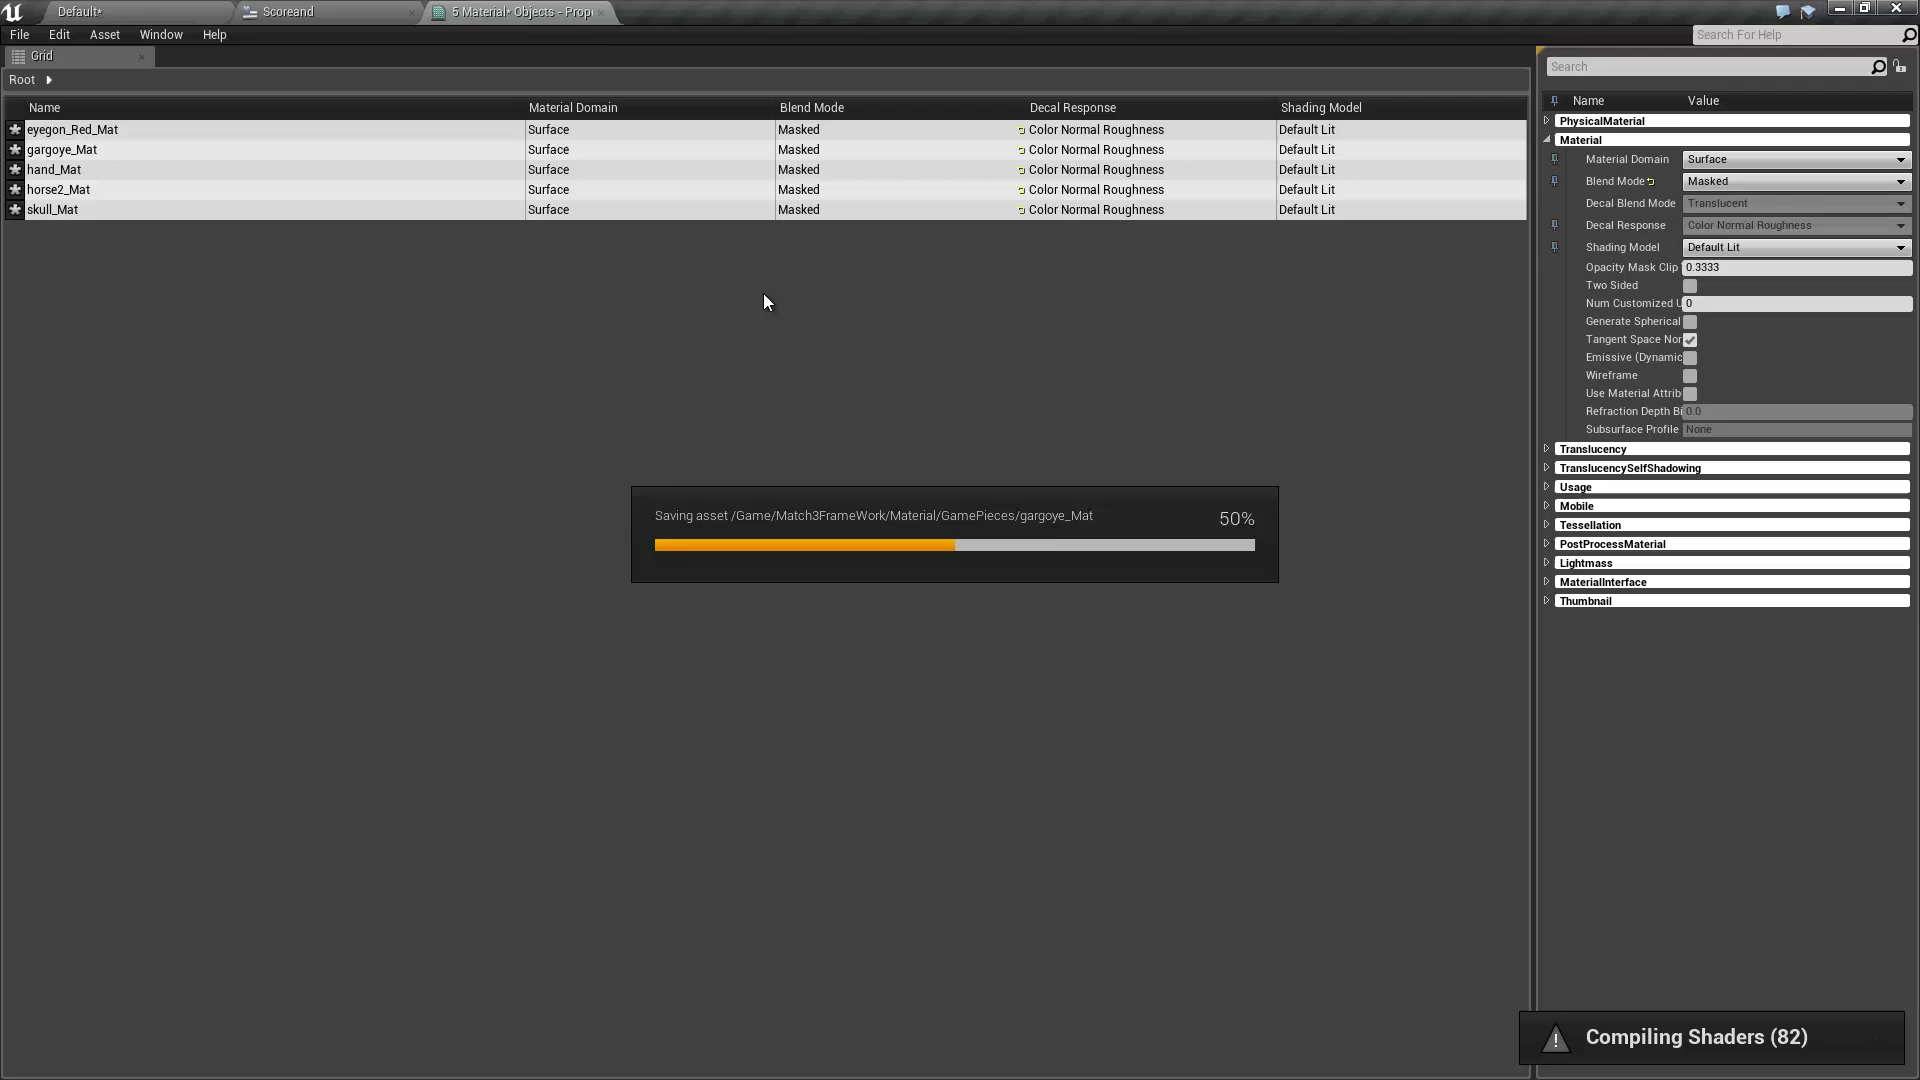 Default*
Scoreand
5 Material* Objects - Prop
File Edit Asset Window Help
Search For Help
Grid
Root
Search
Name Material Domain Blend Mode Decal Response Shading Model
eyegon_Red_Mat Surface Masked Color Normal Roughness Default Lit
gargoye_Mat Surface Masked Color Normal Roughness Default Lit
hand_Mat Surface Masked Color Normal Roughness Default Lit
horse2_Mat Surface Masked Color Normal Roughness Default Lit
skull_Mat Surface Masked Color Normal Roughness Default Lit
Saving asset /Game/Match3FrameWork/Material/GamePieces/gargoye_Mat 50%
Name Value
PhysicalMaterial
Material
Material Domain Surface
Blend Mode Masked
Decal Blend Mode Translucent
Decal Response Color Normal Roughness
Shading Model Default Lit
Opacity Mask Clip 0.3333
Two Sided
Num Customized U 0
Generate Spherical
Tangent Space Nor
Emissive (Dynamic
Wireframe
Use Material Attrib
Refraction Depth Bi 0.0
Subsurface Profile None
Translucency
TranslucencySelfShadowing
Usage
Mobile
Tessellation
PostProcessMaterial
Lightmass
MaterialInterface
Thumbnail
Compiling Shaders (82)